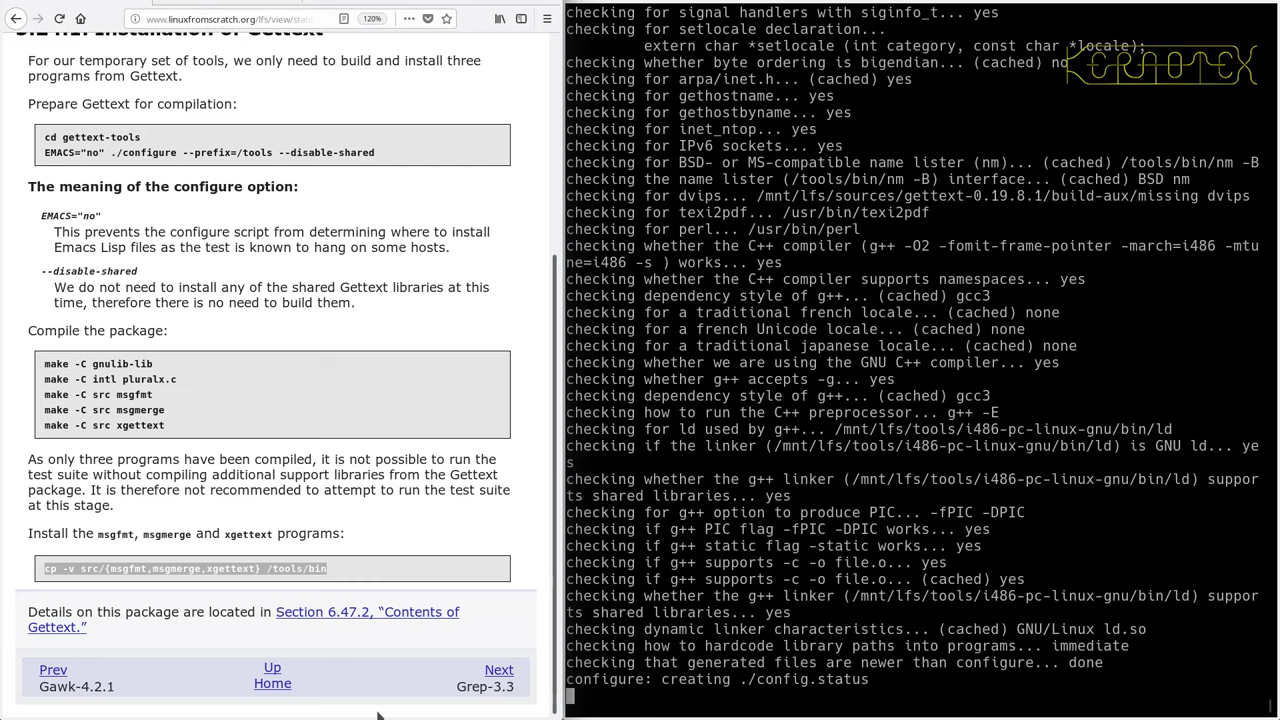 www.linuxfromscratch.org/lfs/view/stab
120%
5.24.1. Installation of Gettext
For our temporary set of tools, we only need to build and install three
programs from Gettext.
Prepare Gettext for compilation:
cd gettext-tools
EMACS="no" ./configure --prefix=/tools --disable-shared
The meaning of the configure option:
EMACS="no"
This prevents the configure script from determining where to install
Emacs Lisp files as the test is known to hang on some hosts.
--disable-shared
We do not need to install any of the shared Gettext libraries at this
time, therefore there is no need to build them.
Compile the package:
make -C gnulib-lib
make -C intl pluralx.c
make -C src msgfmt
make -C src msgmerge
make -C src xgettext
As only three programs have been compiled, it is not possible to run the
test suite without compiling additional support libraries from the Gettext
package. It is therefore not recommended to attempt to run the test suite
at this stage.
Install the msgfmt, msgmerge and xgettext programs:
cp -v src/{msgfmt,msgmerge,xgettext} /tools/bin
Details on this package are located in Section 6.47.2, “Contents of
Gettext.”
Prev
Gawk-4.2.1
Up
Home
Next
Grep-3.3
checking for signal handlers with siginfo_t... yes
checking for setlocale declaration...
extern char *setlocale (int category, const char *locale);
checking whether byte ordering is bigendian... (cached) no
checking for arpa/inet.h... (cached) yes
checking for gethostname... yes
checking for gethostbyname... yes
checking for inet_ntop... yes
checking for IPv6 sockets... yes
checking for BSD- or MS-compatible name lister (nm)... (cached) /tools/bin/nm -B
checking the name lister (/tools/bin/nm -B) interface... (cached) BSD nm
checking for dvips... /mnt/lfs/sources/gettext-0.19.8.1/build-aux/missing dvips
checking for texi2pdf... /usr/bin/texi2pdf
checking for perl... /usr/bin/perl
checking whether the C++ compiler (g++ -O2 -fomit-frame-pointer -march=i486 -mtu
ne=i486 -s ) works... yes
checking whether the C++ compiler supports namespaces... yes
checking dependency style of g++... (cached) gcc3
checking for a traditional french locale... (cached) none
checking for a french Unicode locale... (cached) none
checking for a traditional japanese locale... (cached) none
checking whether we are using the GNU C++ compiler... yes
checking whether g++ accepts -g... yes
checking dependency style of g++... (cached) gcc3
checking how to run the C++ preprocessor... g++ -E
checking for ld used by g++... /mnt/lfs/tools/i486-pc-linux-gnu/bin/ld
checking if the linker (/mnt/lfs/tools/i486-pc-linux-gnu/bin/ld) is GNU ld... ye
s
checking whether the g++ linker (/mnt/lfs/tools/i486-pc-linux-gnu/bin/ld) suppor
ts shared libraries... yes
checking for g++ option to produce PIC... -fPIC -DPIC
checking if g++ PIC flag -fPIC -DPIC works... yes
checking if g++ static flag -static works... yes
checking if g++ supports -c -o file.o... yes
checking if g++ supports -c -o file.o... (cached) yes
checking whether the g++ linker (/mnt/lfs/tools/i486-pc-linux-gnu/bin/ld) suppor
ts shared libraries... yes
checking dynamic linker characteristics... (cached) GNU/Linux ld.so
checking how to hardcode library paths into programs... immediate
checking that generated files are newer than configure... done
configure: creating ./config.status